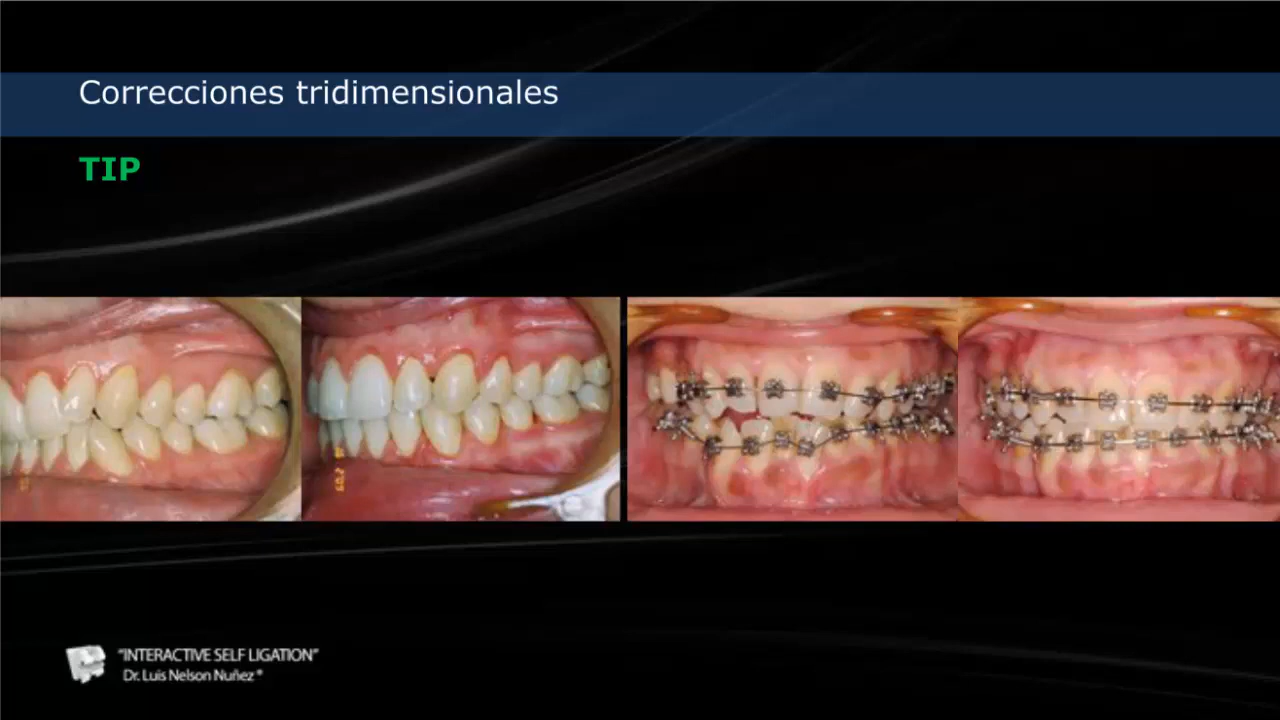 Correcciones tridimensionales
TIP
“INTERACTIVE SELF LIGATION”
Dr. Luis Nelson Nuñez ®